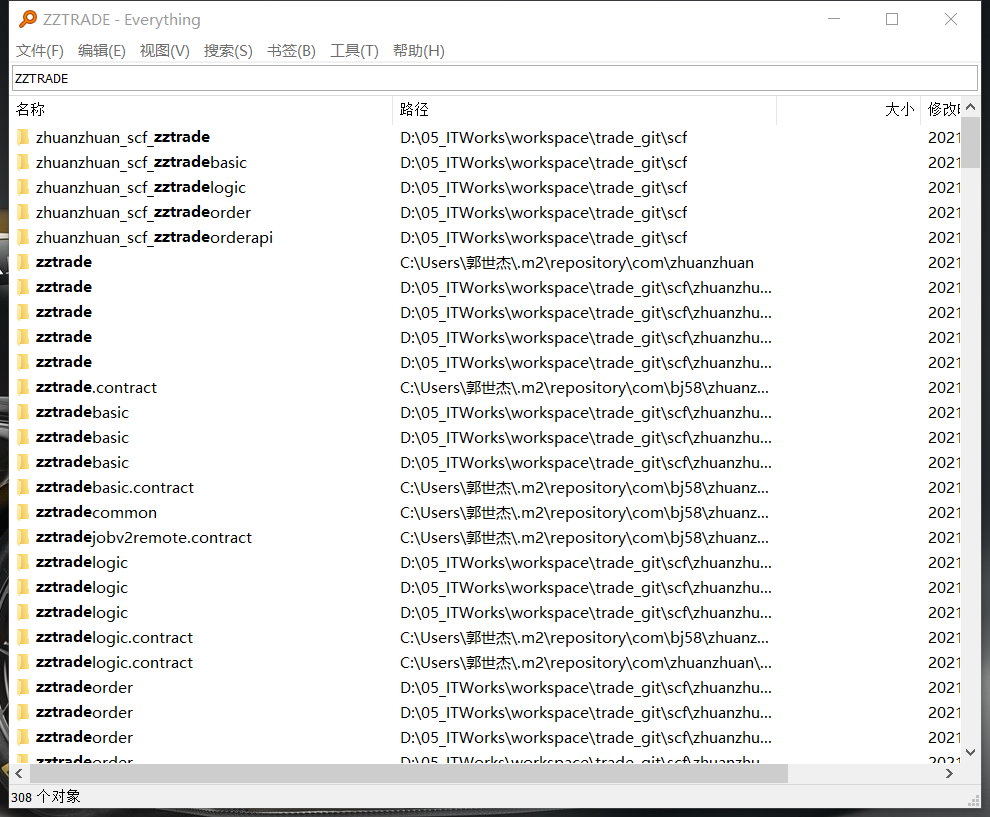 ZZTRADE - Everything
文件(F) 编辑(E) 视图(V) 搜索(S) 书签(B) 工具(T) 帮助(H)
ZZTRADE
名称 路径 大小 修改
zhuanzhuan_scf_zztrade D:\05_ITWorks\workspace\trade_git\scf 2021
zhuanzhuan_scf_zztradebasic D:\05_ITWorks\workspace\trade_git\scf 2021
zhuanzhuan_scf_zztradelogic D:\05_ITWorks\workspace\trade_git\scf 2021
zhuanzhuan_scf_zztradeorder D:\05_ITWorks\workspace\trade_git\scf 2021
zhuanzhuan_scf_zztradeorderapi D:\05_ITWorks\workspace\trade_git\scf 2021
zztrade C:\Users\郭世杰\.m2\repository\com\zhuanzhuan 2021
zztrade D:\05_ITWorks\workspace\trade_git\scf\zhuanzhu... 2021
zztrade D:\05_ITWorks\workspace\trade_git\scf\zhuanzhu... 2021
zztrade D:\05_ITWorks\workspace\trade_git\scf\zhuanzhu... 2021
zztrade D:\05_ITWorks\workspace\trade_git\scf\zhuanzhu... 2021
zztrade.contract C:\Users\郭世杰\.m2\repository\com\bj58\zhuanz... 2021
zztradebasic D:\05_ITWorks\workspace\trade_git\scf\zhuanzhu... 2021
zztradebasic D:\05_ITWorks\workspace\trade_git\scf\zhuanzhu... 2021
zztradebasic D:\05_ITWorks\workspace\trade_git\scf\zhuanzhu... 2021
zztradebasic.contract C:\Users\郭世杰\.m2\repository\com\bj58\zhuanz... 2021
zztradecommon C:\Users\郭世杰\.m2\repository\com\bj58\zhuanz... 2021
zztradejobv2remote.contract C:\Users\郭世杰\.m2\repository\com\bj58\zhuanz... 2021
zztradelogic D:\05_ITWorks\workspace\trade_git\scf\zhuanzhu... 2021
zztradelogic D:\05_ITWorks\workspace\trade_git\scf\zhuanzhu... 2021
zztradelogic D:\05_ITWorks\workspace\trade_git\scf\zhuanzhu... 2021
zztradelogic.contract C:\Users\郭世杰\.m2\repository\com\bj58\zhuanz... 2021
zztradelogic.contract C:\Users\郭世杰\.m2\repository\com\zhuanzhuan\... 2021
zztradeorder D:\05_ITWorks\workspace\trade_git\scf\zhuanzhu... 2021
zztradeorder D:\05_ITWorks\workspace\trade_git\scf\zhuanzhu... 2021
zztradeorder D:\05_ITWorks\workspace\trade_git\scf\zhuanzhu... 2021
zztradeorder D:\05_ITWorks\workspace\trade_git\scf\zhuanzhu... 2021
308 个对象